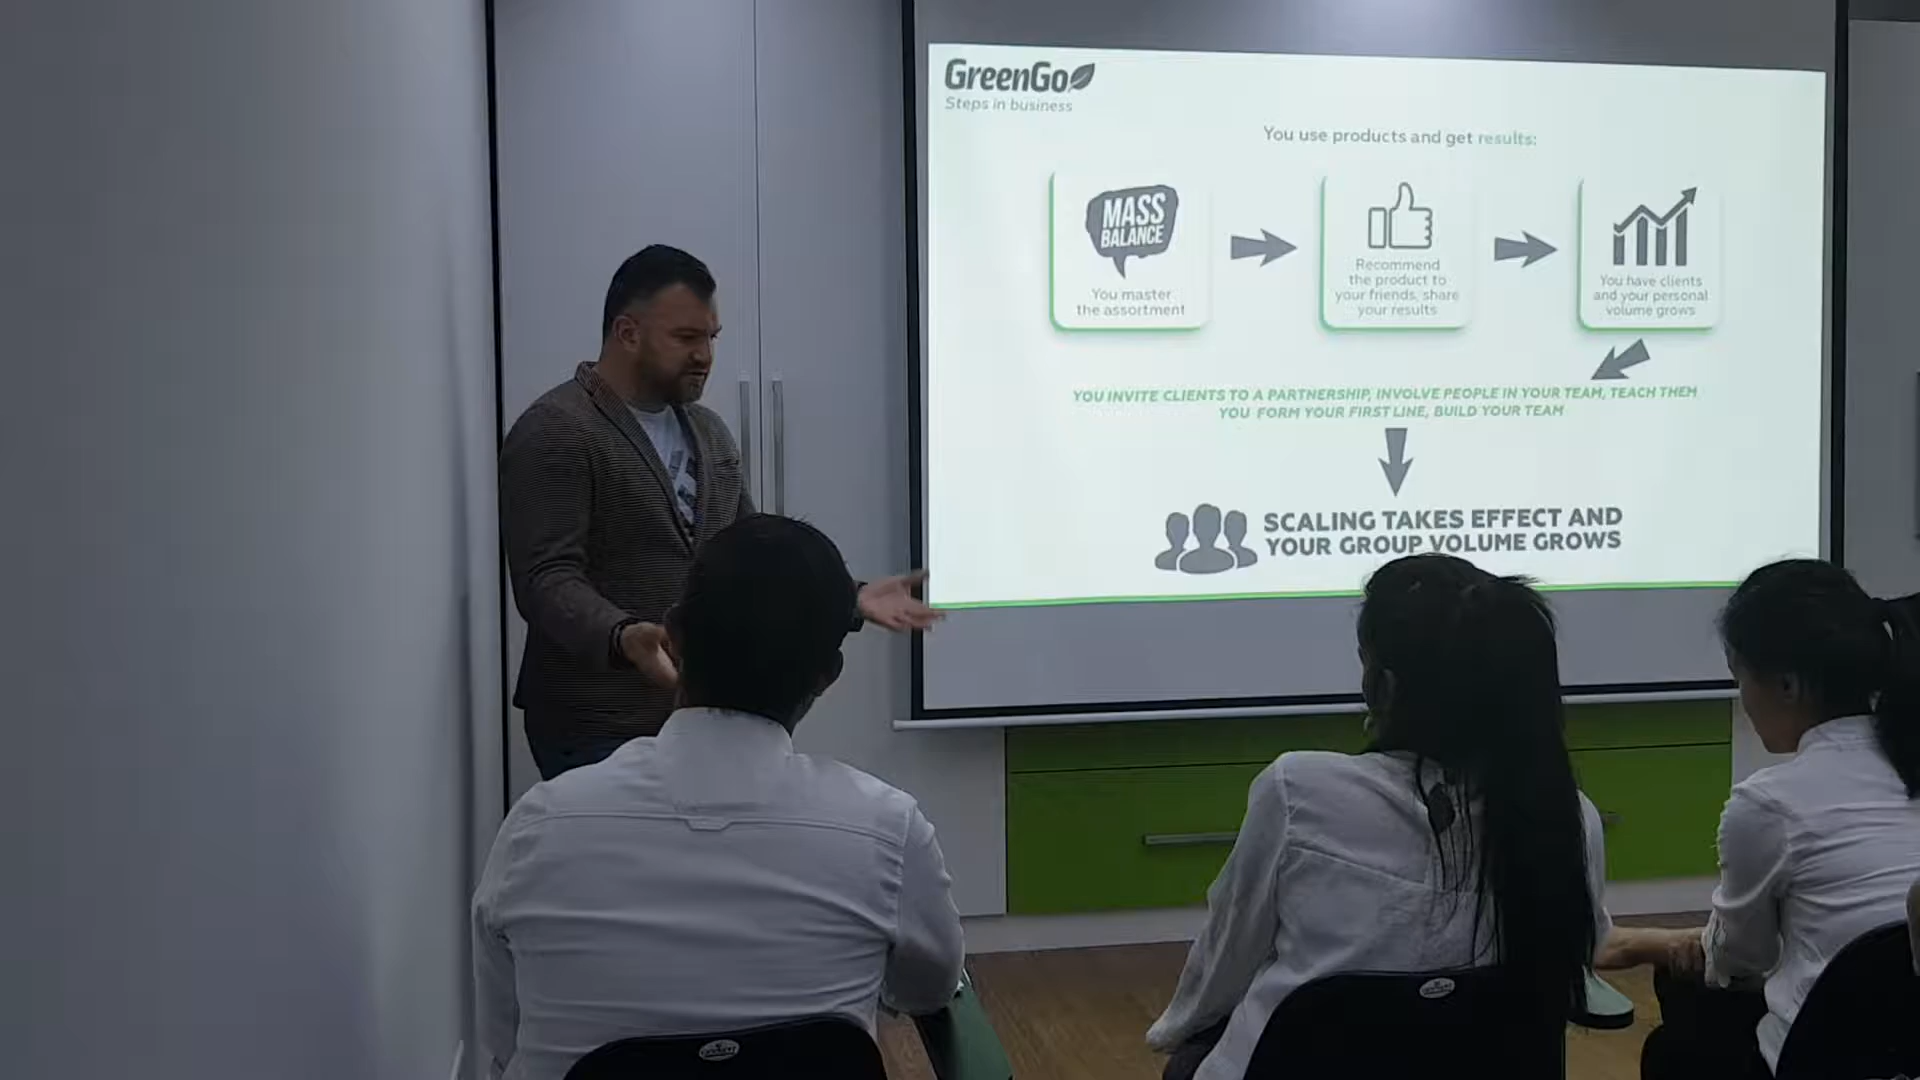 GreenGo
Steps in business
You use products and get results:
MASS
BALANCE
You master
the assortment
Recommend
the product to
your friends, share
your results
You have clients
and your personal
volume grows
YOU INVITE CLIENTS TO A PARTNERSHIP, INVOLVE PEOPLE IN YOUR TEAM, TEACH THEM
YOU FORM YOUR FIRST LINE, BUILD YOUR TEAM
SCALING TAKES EFFECT AND
YOUR GROUP VOLUME GROWS